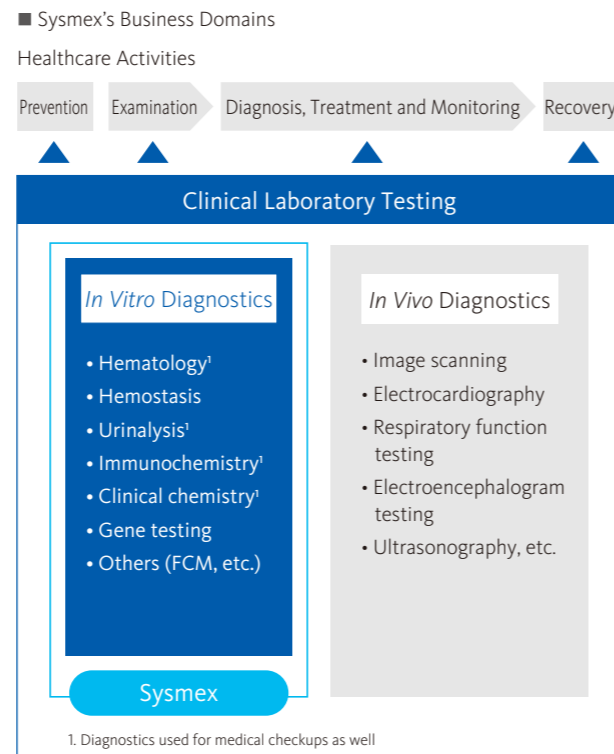 ■ Sysmex’s Business Domains
Healthcare Activities
Prevention Examination Diagnosis, Treatment and Monitoring Recovery
Clinical Laboratory Testing
In Vitro Diagnostics
• Hematology¹
• Hemostasis
• Urinalysis¹
• Immunochemistry¹
• Clinical chemistry¹
• Gene testing
• Others (FCM, etc.)
Sysmex
In Vivo Diagnostics
• Image scanning
• Electrocardiography
• Respiratory function
testing
• Electroencephalogram
testing
• Ultrasonography, etc.
1. Diagnostics used for medical checkups as well